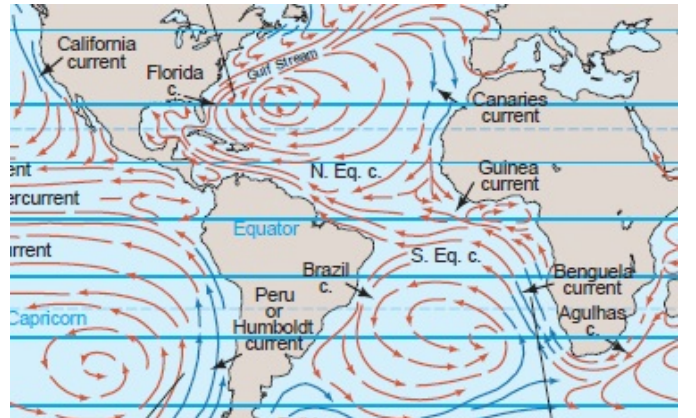 California
current
Florida
c.
Gulf Stream
Canaries
current
N. Eq. c.
Guinea
current
ent
ercurrent
Equator
urrent
S. Eq. c.
Brazil
c.
Benguela
current
Peru
or
Humboldt
current
Agulhas
c.
Capricorn